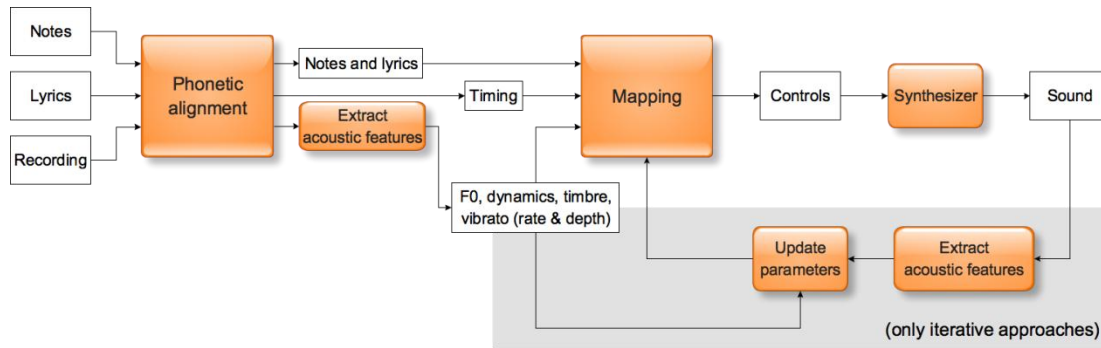 Notes
Lyrics
Recording
Phonetic
alignment
Notes and lyrics
Timing
Extract
acoustic features
F0, dynamics, timbre,
vibrato (rate & depth)
Mapping
Controls
Synthesizer
Sound
Update
parameters
Extract
acoustic features
(only iterative approaches)